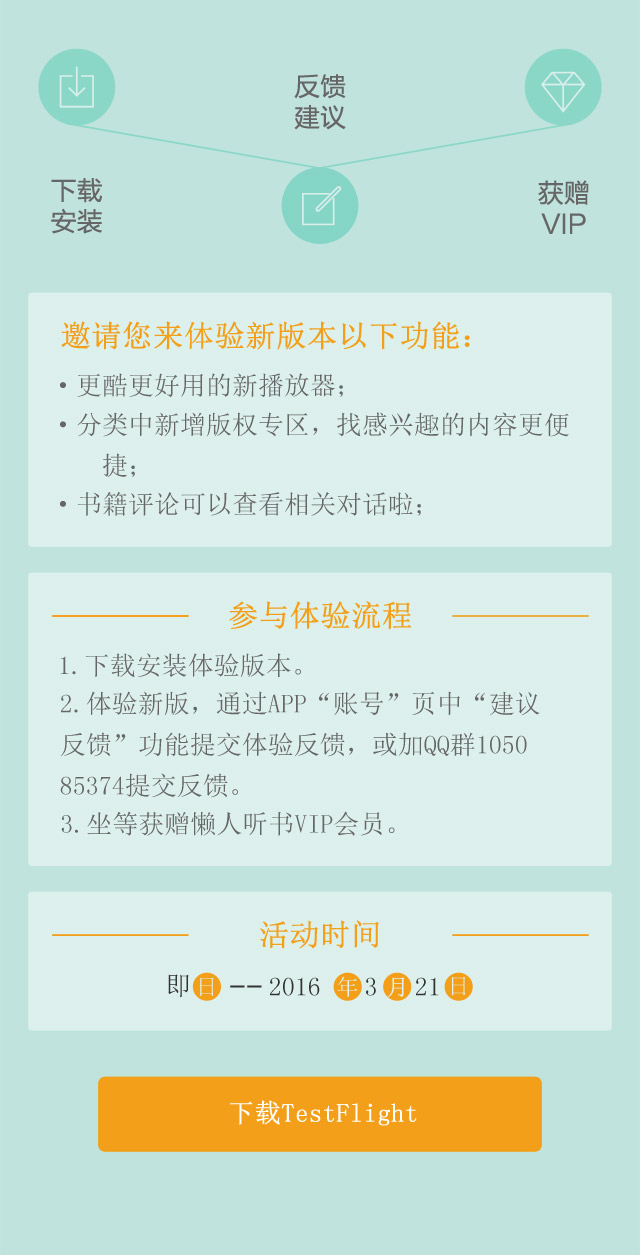 反馈
建议
下载
安装
获赠
VIP
邀请您来体验新版本以下功能：
• 更酷更好用的新播放器；
• 分类中新增版权专区，找感兴趣的内容更便
捷；
• 书籍评论可以查看相关对话啦；
参与体验流程
1.下载安装体验版本。
2.体验新版，通过APP“账号”页中“建议
反馈”功能提交体验反馈，或加QQ群1050
85374提交反馈。
3.坐等获赠懒人听书VIP会员。
活动时间
即日 -- 2016 年3月21日
下载TestFlight